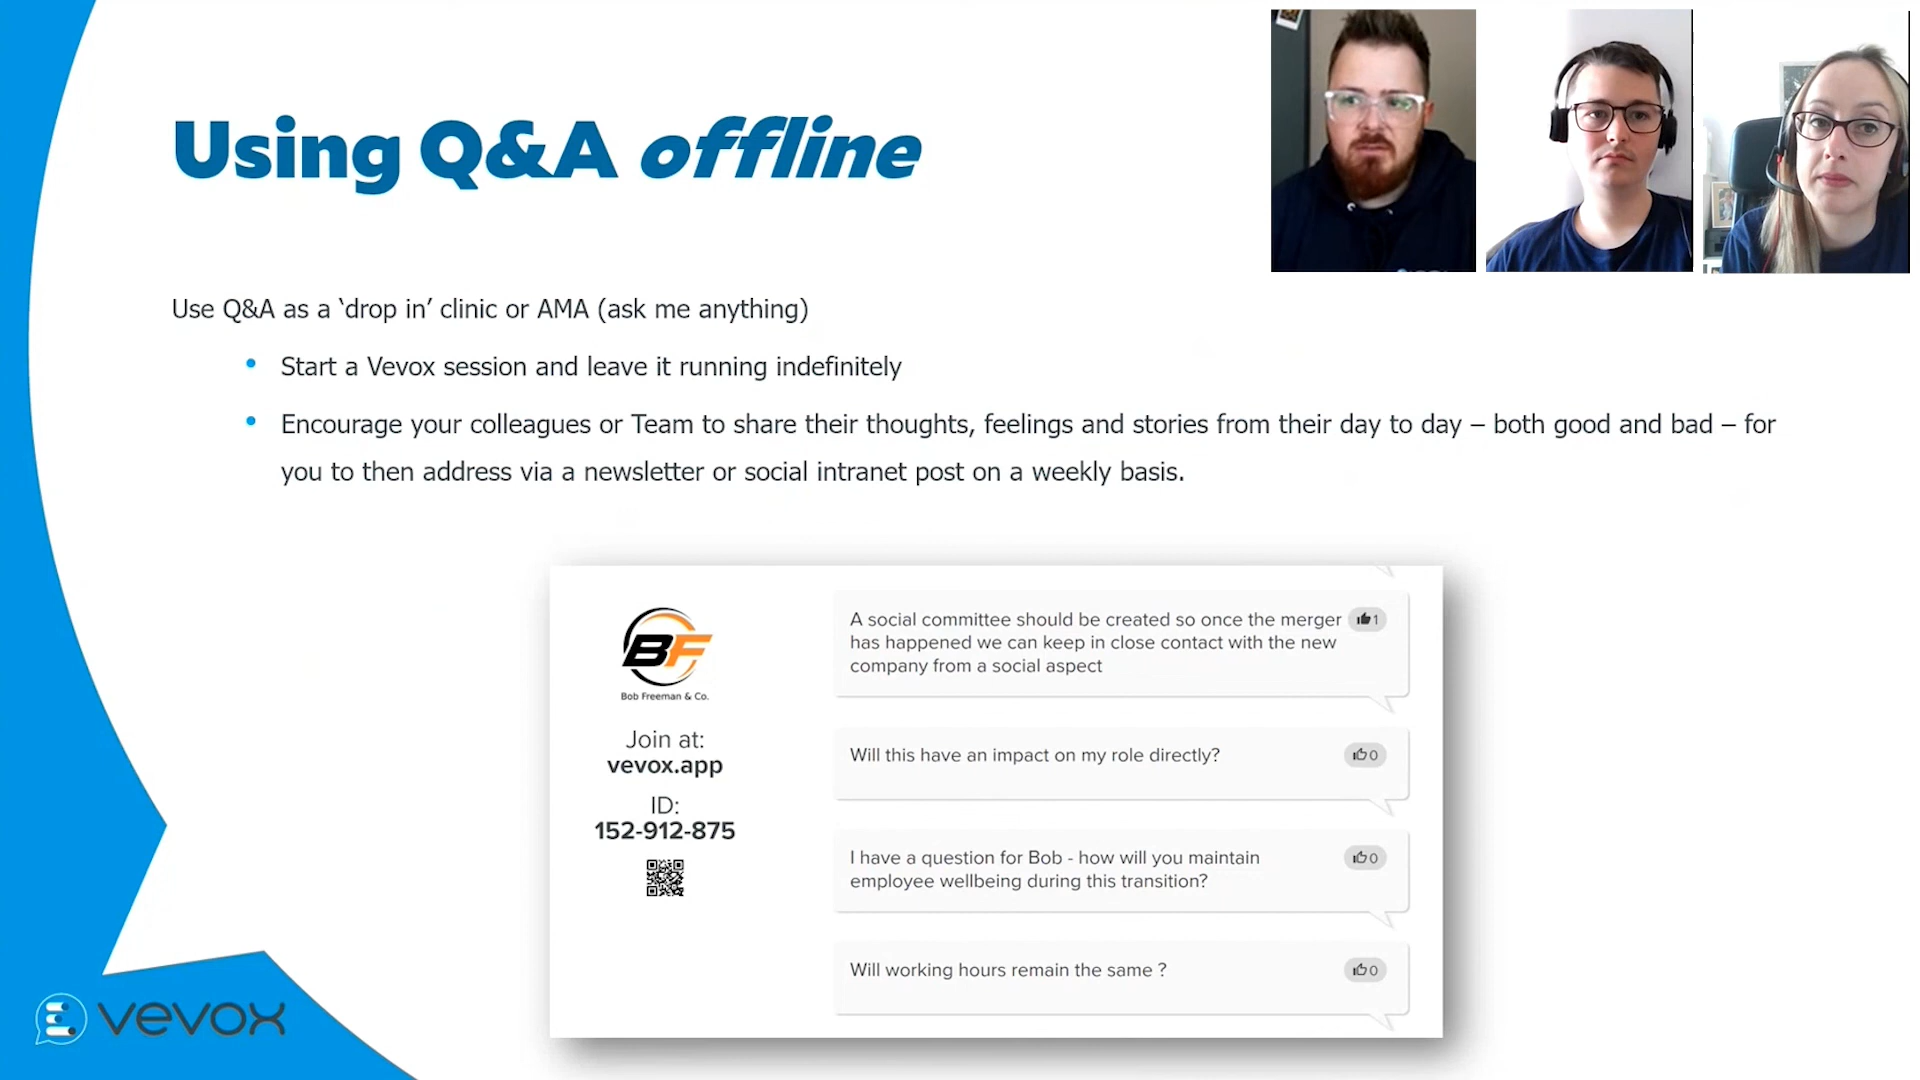 Using Q&A offline
Use Q&A as a ‘drop in’ clinic or AMA (ask me anything)
• Start a Vevox session and leave it running indefinitely
• Encourage your colleagues or Team to share their thoughts, feelings and stories from their day to day – both good and bad – for
you to then address via a newsletter or social intranet post on a weekly basis.
BF
Bob Freeman & Co.
Join at:
vevox.app
ID:
152-912-875
A social committee should be created so once the merger 1
has happened we can keep in close contact with the new
company from a social aspect
Will this have an impact on my role directly? 0
I have a question for Bob - how will you maintain 0
employee wellbeing during this transition?
Will working hours remain the same ? 0
vevox